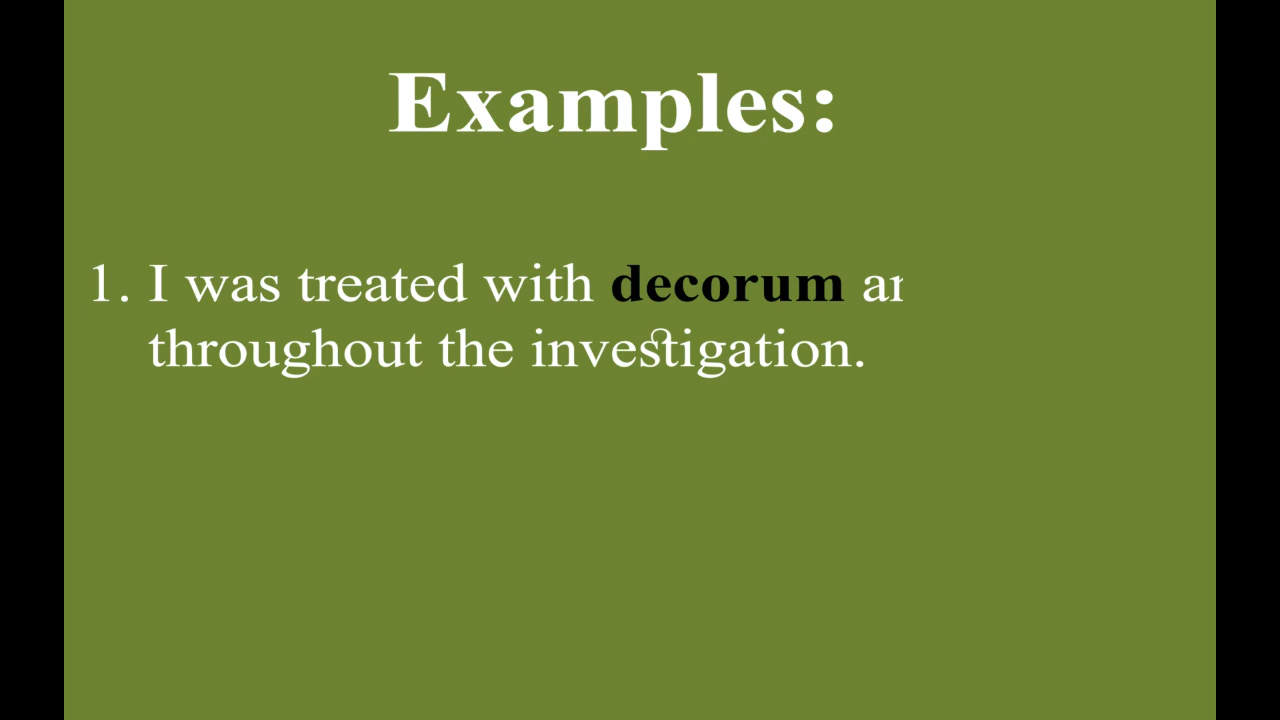 Examples:
1. I was treated with decorum
throughout the investigation.